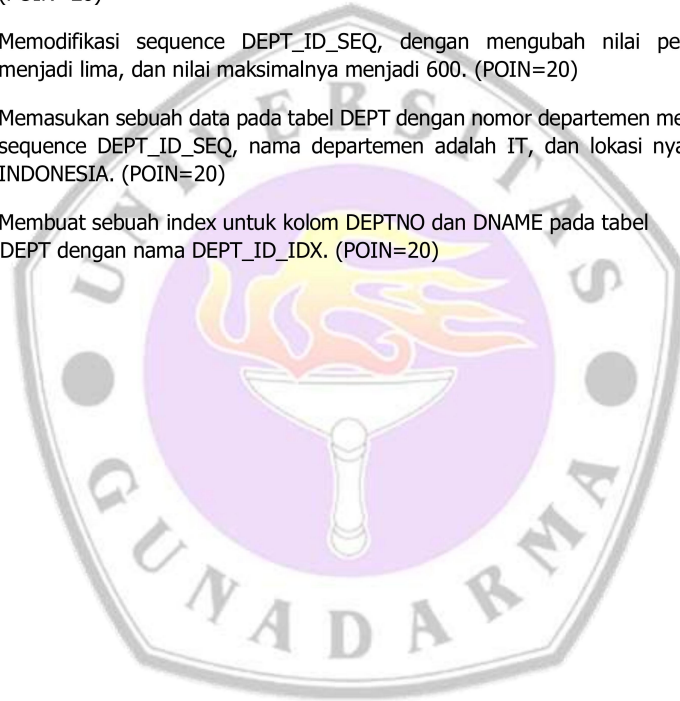 Memodifikasi sequence DEPT_ID_SEQ, dengan mengubah nilai
menjadi lima, dan nilai maksimalnya menjadi 600. (POIN=20)
Memasukan sebuah data pada tabel DEPT dengan nomor departemen
sequence DEPT_ID_SEQ, nama departemen adalah IT, dan lokasi nya
INDONESIA. (POIN=20)
Membuat sebuah index untuk kolom DEPTNO dan DNAME pada tabel
DEPT dengan nama DEPT_ID_IDX. (POIN=20)
UNIVERSITAS
GUNADARMA